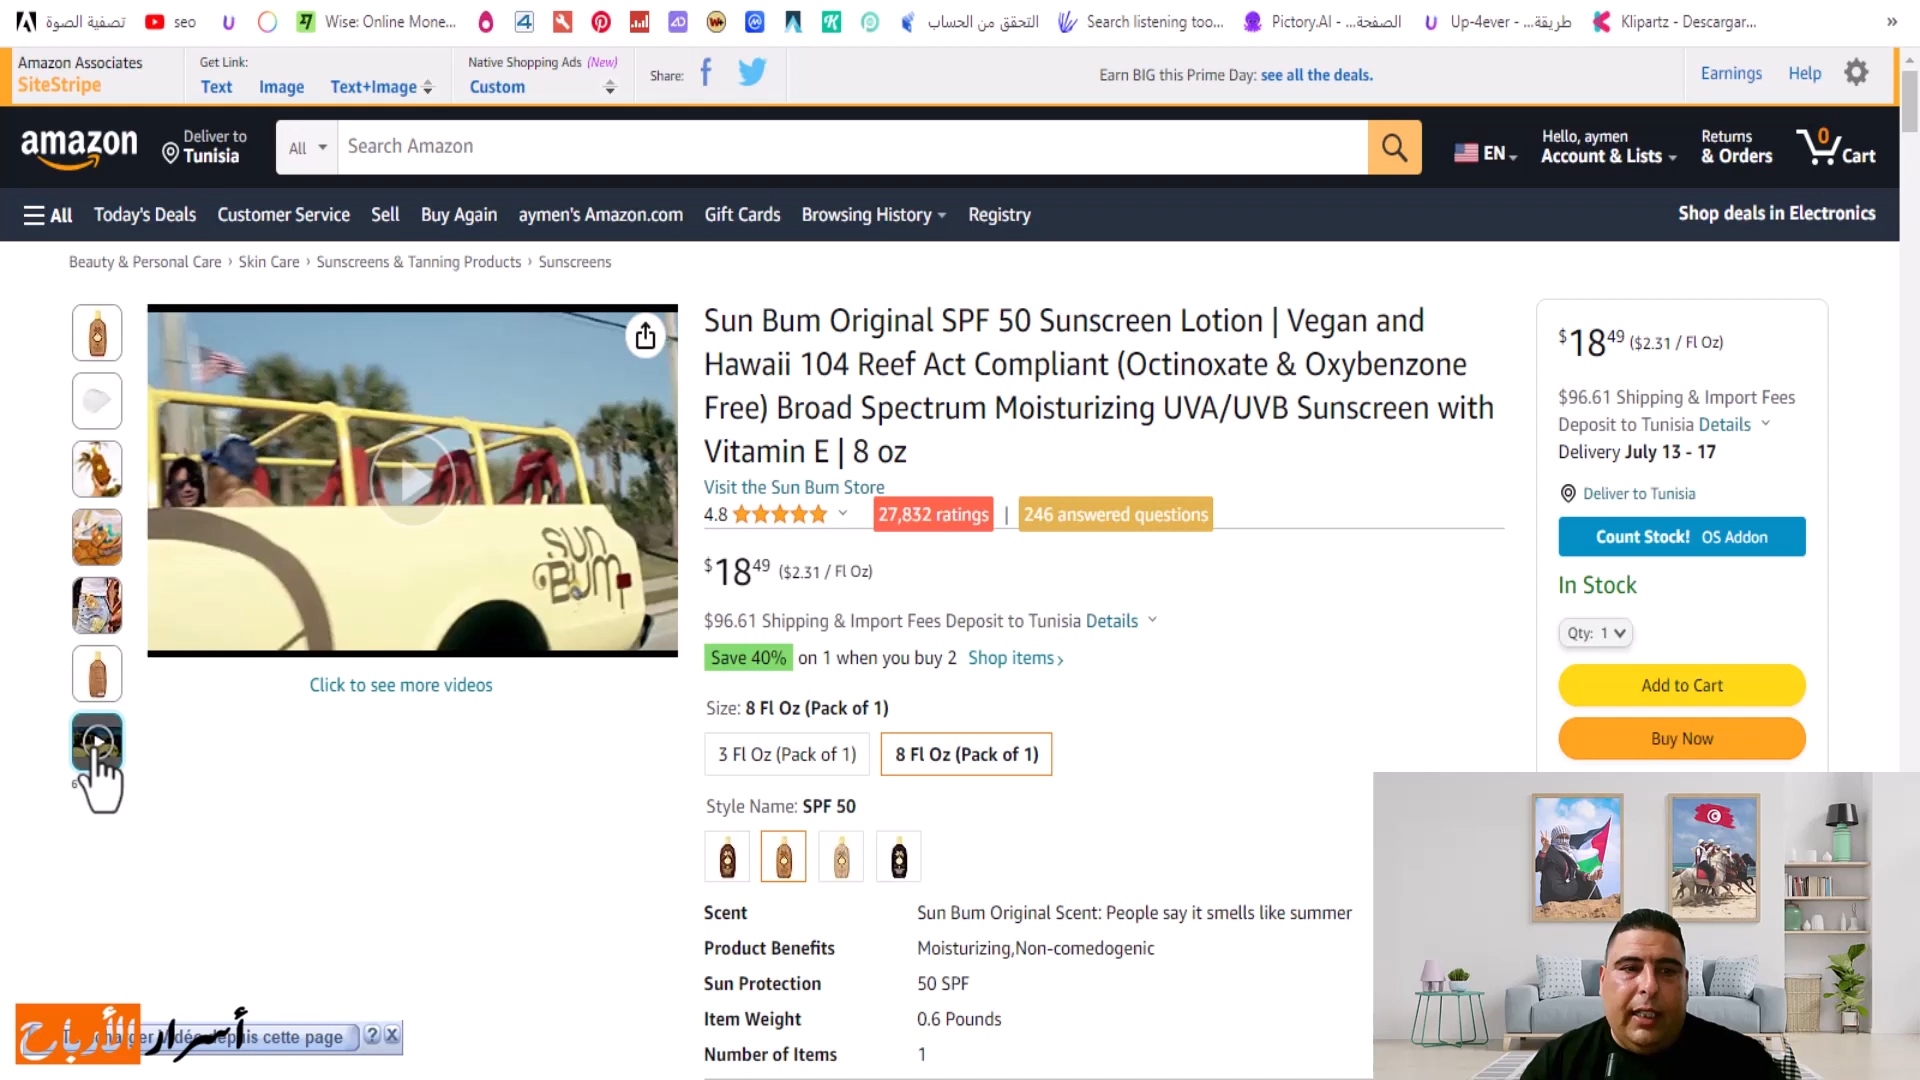 تصفية الصوة
seo
Wise: Online Mone...
التحقق من الحساب
Search listening too...
Pictory.AI - ...الصفحة
Up-4ever - ...طريقة
Klipartz - Descargar...
»
Amazon Associates
SiteStripe
Get Link:
Text
Image
Text+Image
Native Shopping Ads (New)
Custom
Share:
Earn BIG this Prime Day: see all the deals.
Earnings
Help
amazon
Deliver to
Tunisia
All
Search Amazon
EN
Hello, aymen
Account & Lists
Returns
& Orders
0
Cart
All
Today's Deals
Customer Service
Sell
Buy Again
aymen's Amazon.com
Gift Cards
Browsing History
Registry
Shop deals in Electronics
Beauty & Personal Care › Skin Care › Sunscreens & Tanning Products › Sunscreens
SUN
BUM
Click to see more videos
Sun Bum Original SPF 50 Sunscreen Lotion | Vegan and
Hawaii 104 Reef Act Compliant (Octinoxate & Oxybenzone
Free) Broad Spectrum Moisturizing UVA/UVB Sunscreen with
Vitamin E | 8 oz
Visit the Sun Bum Store
4.8
27,832 ratings | 246 answered questions
$18 49 ($2.31 / Fl Oz)
$96.61 Shipping & Import Fees Deposit to Tunisia Details
Save 40% on 1 when you buy 2 Shop items ›
Size: 8 Fl Oz (Pack of 1)
3 Fl Oz (Pack of 1)
8 Fl Oz (Pack of 1)
Style Name: SPF 50
Scent Sun Bum Original Scent: People say it smells like summer
Product Benefits Moisturizing,Non-comedogenic
Sun Protection 50 SPF
Item Weight 0.6 Pounds
Number of Items 1
$18 49 ($2.31 / Fl Oz)
$96.61 Shipping & Import Fees
Deposit to Tunisia Details
Delivery July 13 - 17
Deliver to Tunisia
Count Stock! OS Addon
In Stock
Qty: 1
Add to Cart
Buy Now
أسرار الأرباح
depuis cette page